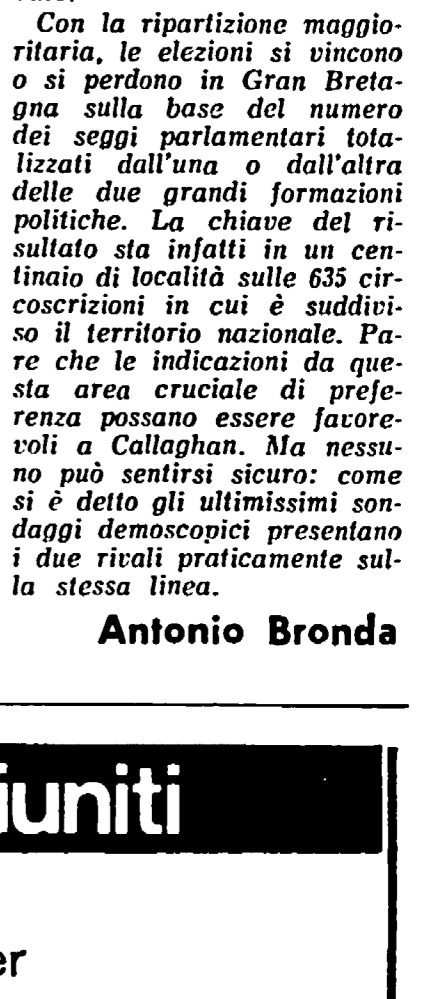 Con la ripartizione maggio-
ritaria, le elezioni si vincono
o si perdono in Gran Breta-
gna sulla base del numero
dei seggi parlamentari tota-
lizzati dall'una o dall'altra
delle due grandi formazioni
politiche. La chiave del ri-
sultato sta infatti in un cen-
tinaio di località sulle 635 cir-
coscrizioni in cui è suddivi-
so il territorio nazionale. Pa-
re che le indicazioni da que-
sta area cruciale di prefe-
renza possano essere favore-
voli a Callaghan. Ma nessu-
no può sentirsi sicuro: come
si è detto gli ultimissimi son-
daggi demoscopici presentano
i due rivali praticamente sul-
la stessa linea.
Antonio Bronda
iuniti
er